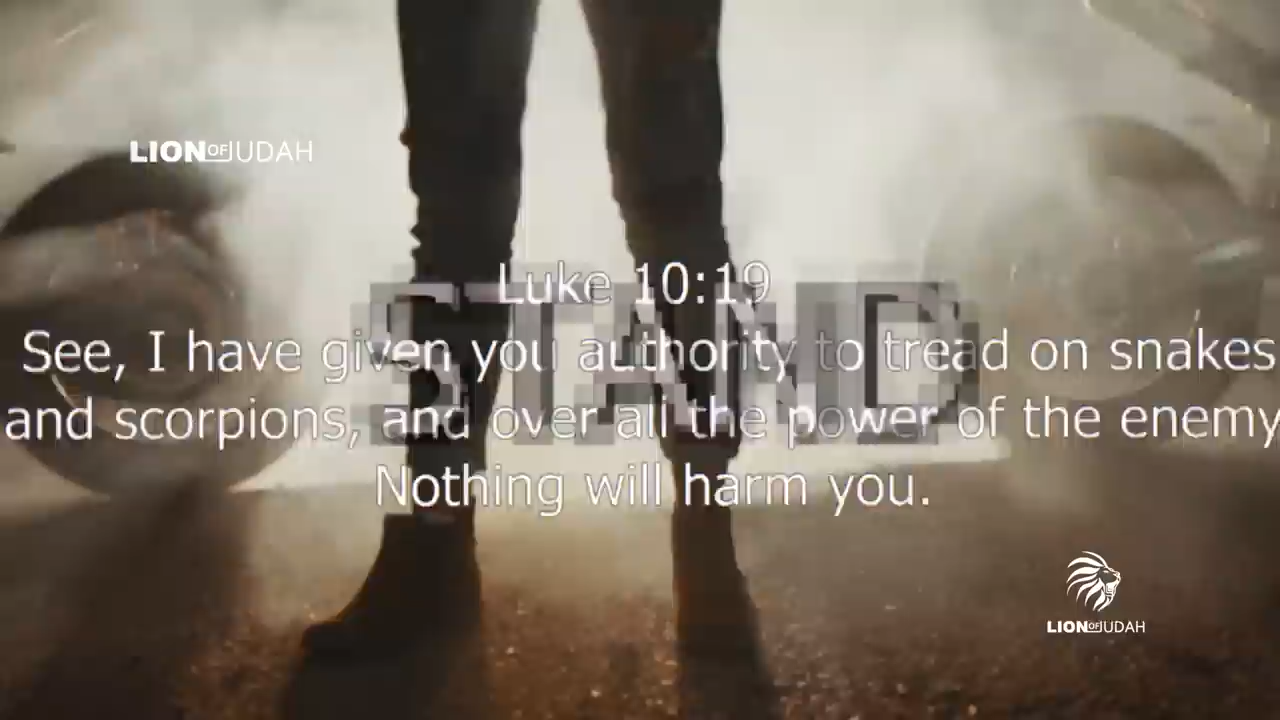 LION OF JUDAH
Luke 10:19
STAND
See, I have given you authority to tread on snakes
and scorpions, and over all the power of the enemy
Nothing will harm you.
LION OF JUDAH